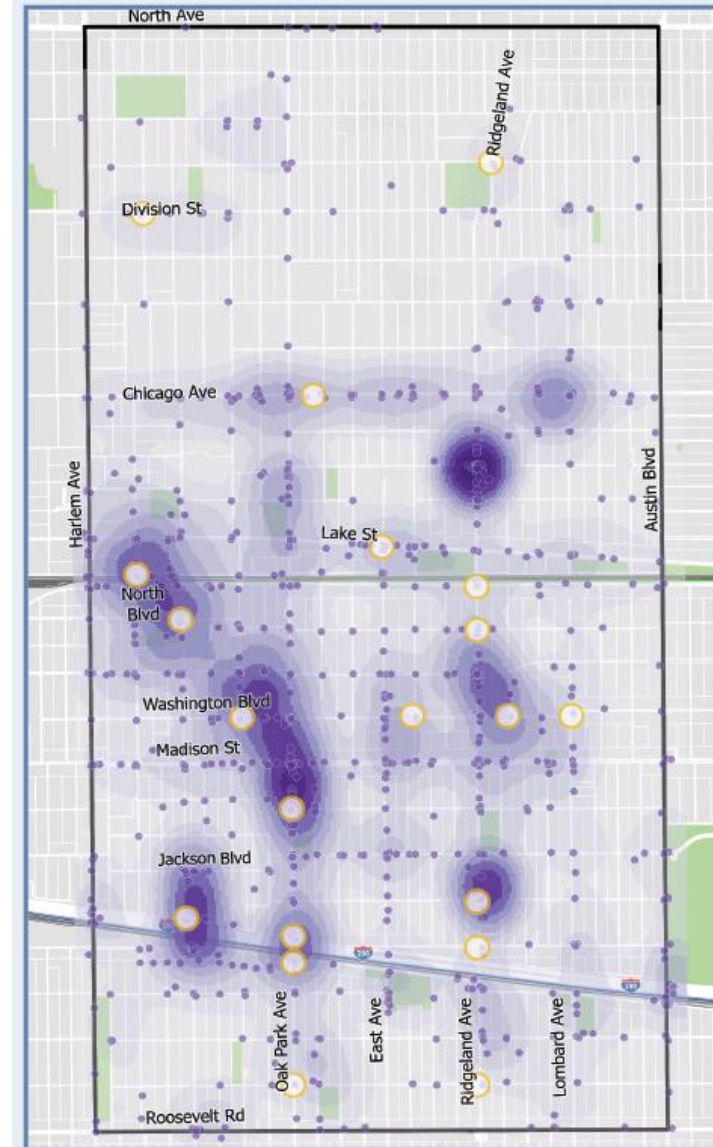 North Ave
Ridgeland Ave
Division St
Chicago Ave
Harlem Ave
Austin Blvd
Lake St
North
Blvd
Washington Blvd
Madison St
Jackson Blvd
290
290
Oak Park Ave
East Ave
Ridgeland Ave
Lombard Ave
Roosevelt Rd